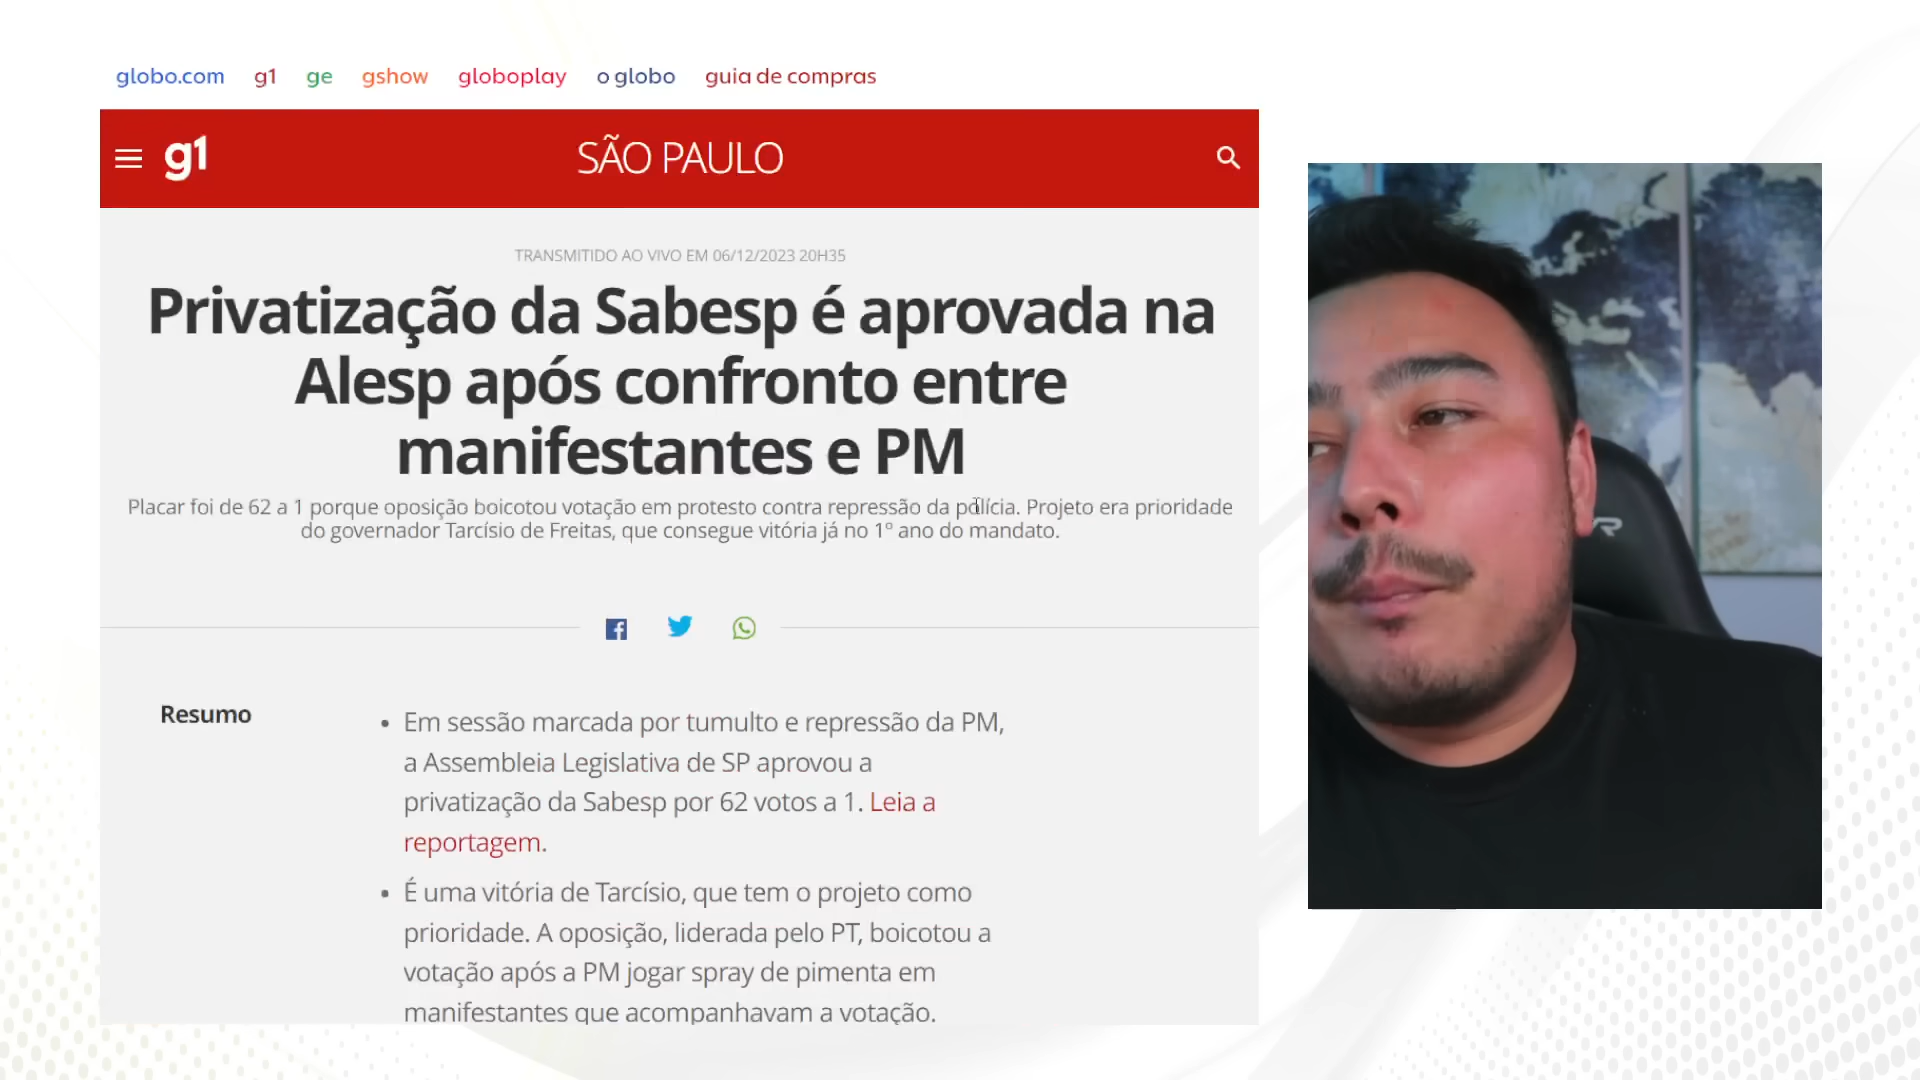 globo.com g1 ge gshow globoplay o globo guia de compras
g1 SÃO PAULO
TRANSMITIDO AO VIVO EM 06/12/2023 20H35
Privatização da Sabesp é aprovada na
Alesp após confronto entre
manifestantes e PM
Placar foi de 62 a 1 porque oposição boicotou votação em protesto contra repressão da polícia. Projeto era prioridade
do governador Tarcísio de Freitas, que consegue vitória já no 1º ano do mandato.
Resumo
• Em sessão marcada por tumulto e repressão da PM,
a Assembleia Legislativa de SP aprovou a
privatização da Sabesp por 62 votos a 1. Leia a
reportagem.
• É uma vitória de Tarcísio, que tem o projeto como
prioridade. A oposição, liderada pelo PT, boicotou a
votação após a PM jogar spray de pimenta em
manifestantes que acompanhavam a votação.